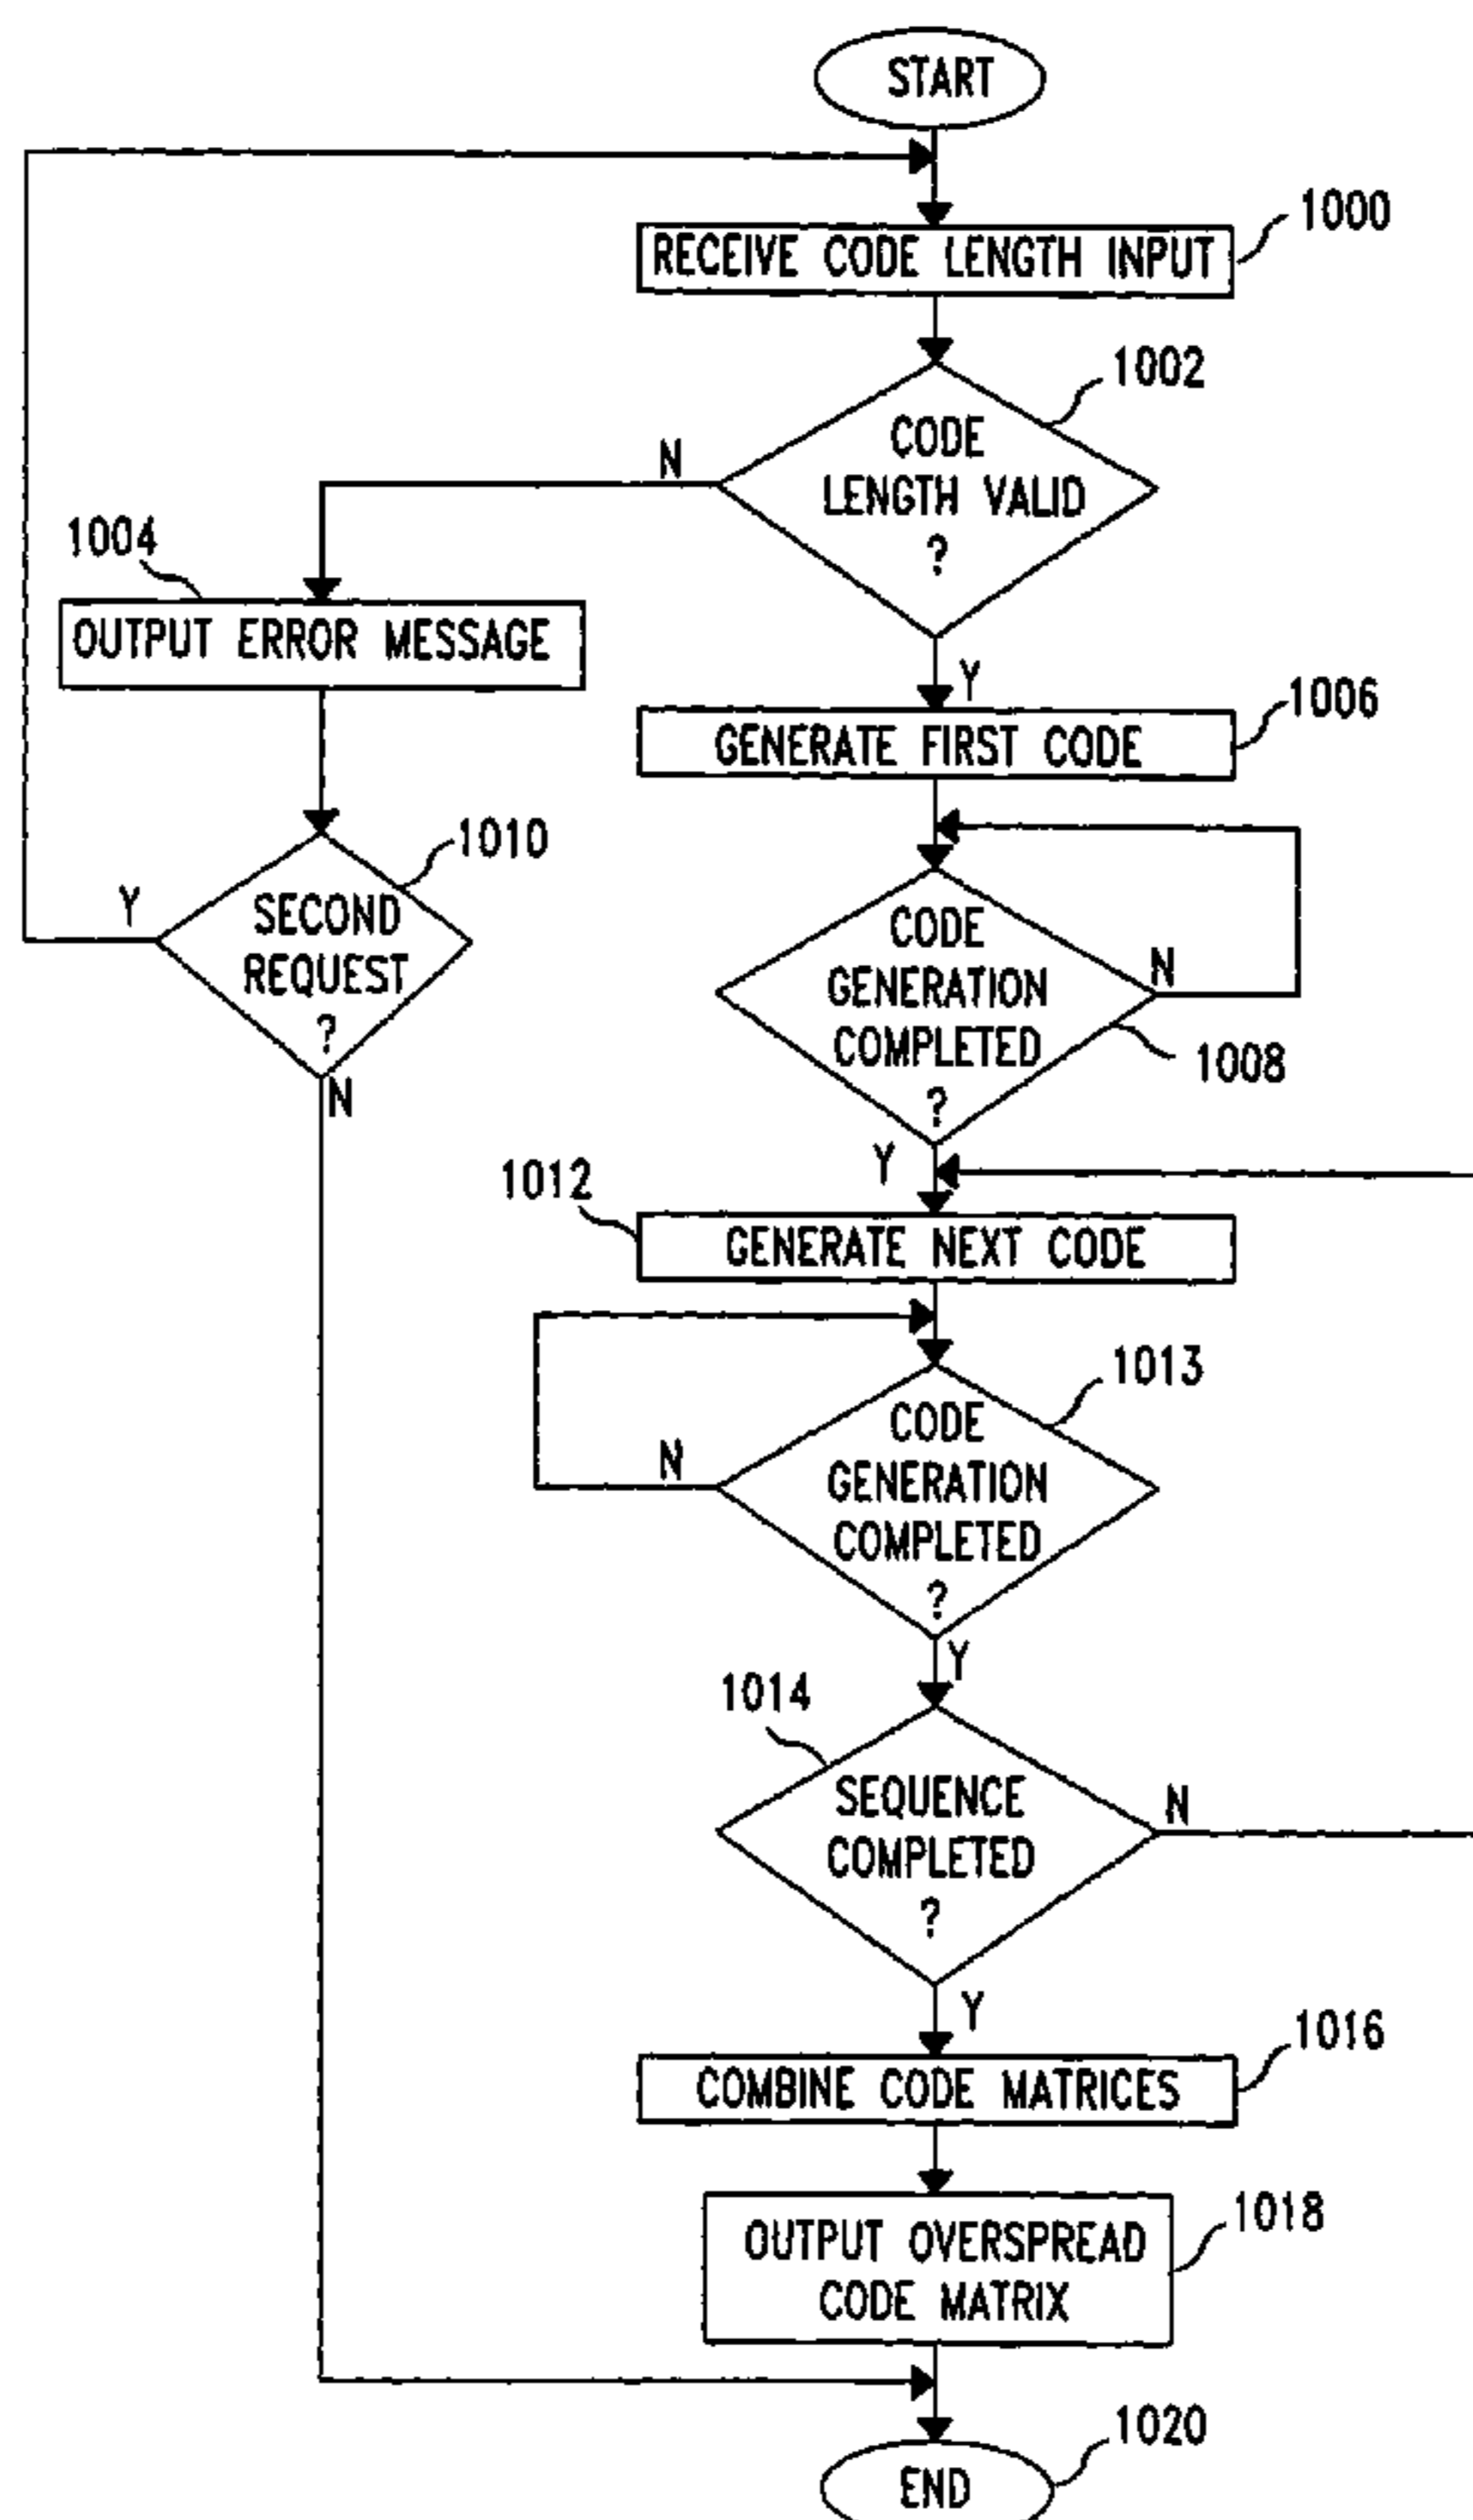 START
1000
RECEIVE CODE LENGTH INPUT
1002
CODE
LENGTH VALID
?
N
1004
OUTPUT ERROR MESSAGE
Y
1006
GENERATE FIRST CODE
1010
SECOND
REQUEST
?
Y
N
CODE
GENERATION
COMPLETED
?
N
1008
Y
1012
GENERATE NEXT CODE
1013
CODE
GENERATION
COMPLETED
?
N
Y
1014
SEQUENCE
COMPLETED
?
N
Y
1016
COMBINE CODE MATRICES
1018
OUTPUT OVERSPREAD
CODE MATRIX
1020
END